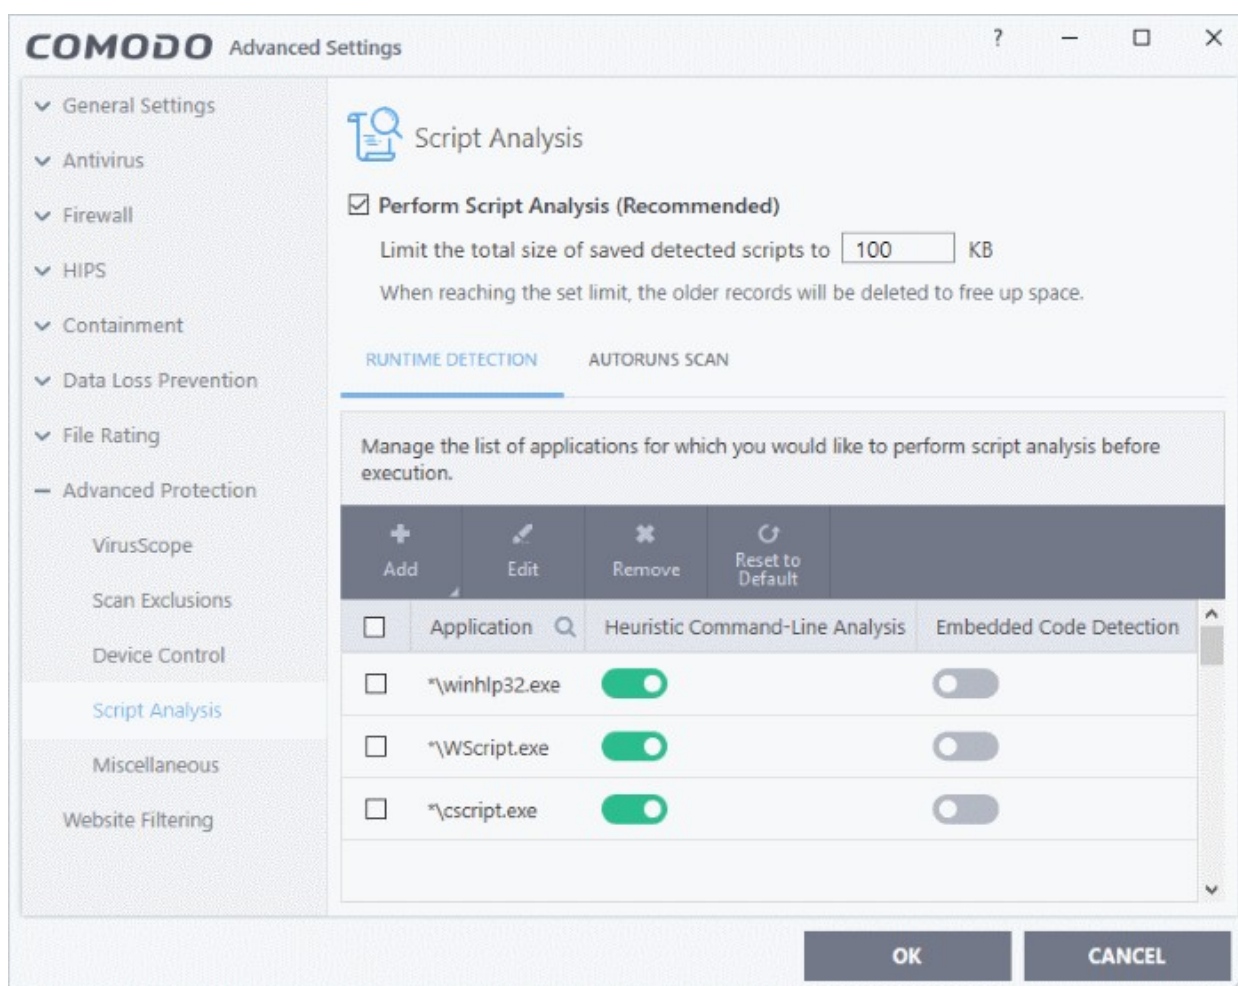 COMODO Advanced Settings
?
General Settings
Antivirus
Firewall
HIPS
Containment
Data Loss Prevention
File Rating
Advanced Protection
VirusScope
Scan Exclusions
Device Control
Script Analysis
Miscellaneous
Website Filtering
Script Analysis
Perform Script Analysis (Recommended)
Limit the total size of saved detected scripts to 100 KB
When reaching the set limit, the older records will be deleted to free up space.
RUNTIME DETECTION AUTORUNS SCAN
Manage the list of applications for which you would like to perform script analysis before
execution.
Add Edit Remove Reset to
Default
Application Heuristic Command-Line Analysis Embedded Code Detection
*\winhlp32.exe
*\WScript.exe
*\cscript.exe
OK CANCEL